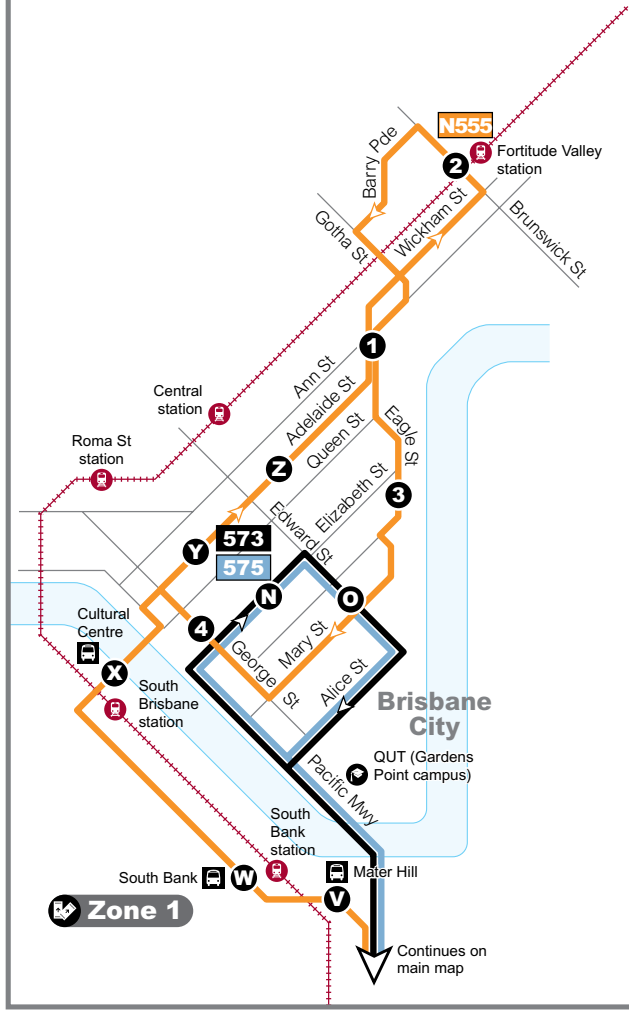 N555
Barry Pde
2
Fortitude Valley
station
Gotha St
Wickham St
Brunswick St
1
Ann St
Central
station
Adelaide St
Queen St
Eagle St
Roma St
station
Z
Elizabeth St
3
Edward St
Y
573
575
N
O
Cultural
Centre
4
Mary St
George St
X
South
Brisbane
station
Alice St
Brisbane
City
QUT (Gardens
Point campus)
Pacific Mwy
South
Bank
station
South Bank
W
Mater Hill
V
Zone 1
Continues on
main map